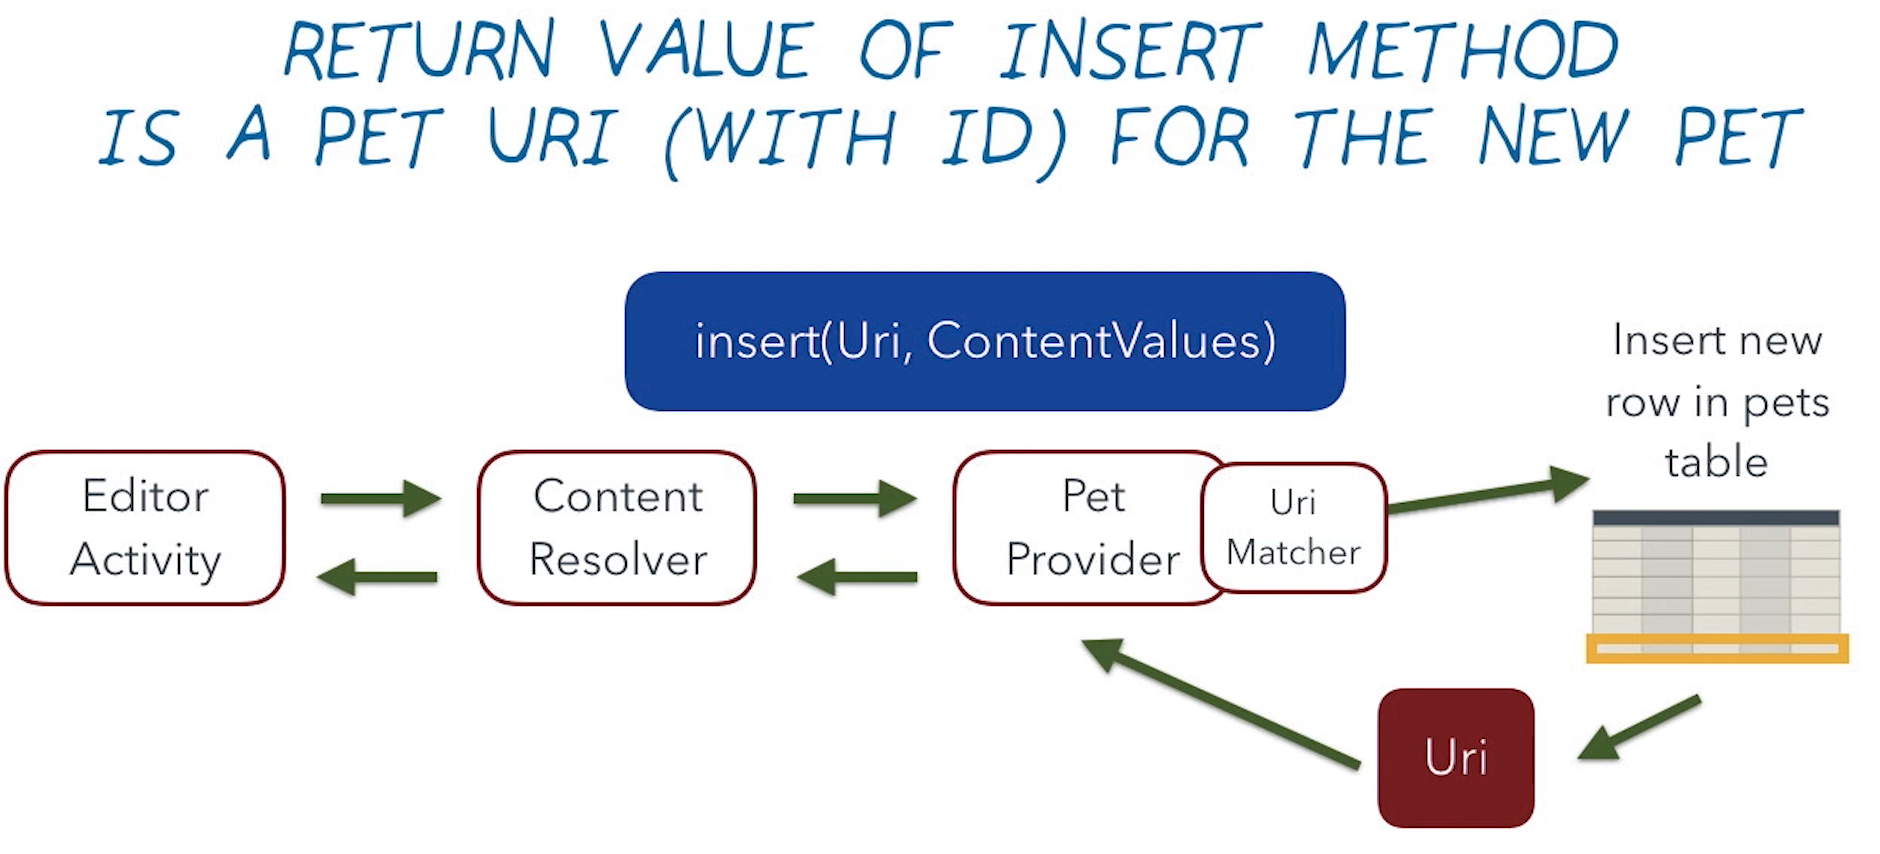 RETURN VALUE OF INSERT METHOD
IS A PET URI (WITH ID) FOR THE NEW PET
insert(Uri, ContentValues)
Insert new
row in pets
table
Editor
Activity
Content
Resolver
Pet
Provider
Uri
Matcher
Uri